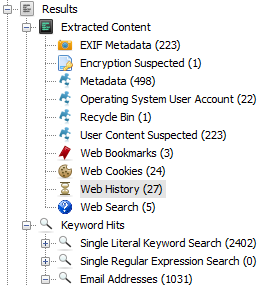 Results
Extracted Content
EXIF Metadata (223)
Encryption Suspected (1)
Metadata (498)
Operating System User Account (22)
Recycle Bin (1)
User Content Suspected (223)
Web Bookmarks (3)
Web Cookies (24)
Web History (27)
Web Search (5)
Keyword Hits
Single Literal Keyword Search (2402)
Single Regular Expression Search (0)
Email Addresses (1031)